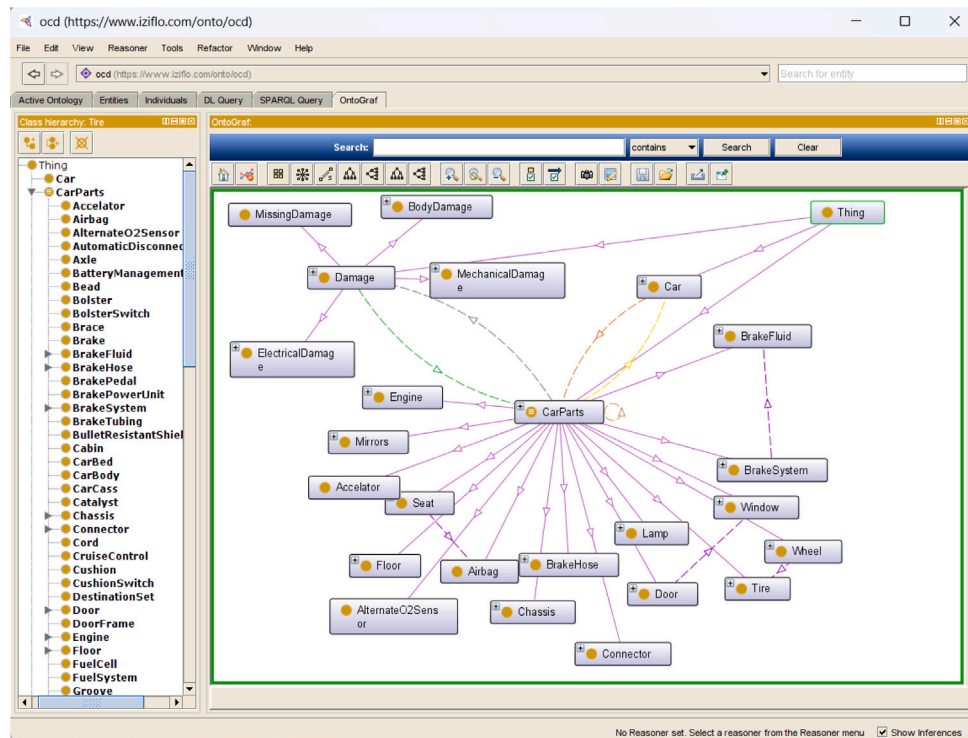 ocd (https://www.iziflo.com/onto/ocd)
File Edit View Reasoner Tools Refactor Window Help
ocd (https://www.iziflo.com/onto/ocd)
Search for entity
Active Ontology Entities Individuals DL Query SPARQL Query OntoGraf
Class hierarchy: Tire
OntoGraf:
Search: contains Search Clear
Thing
Car
CarParts
Accelator
Airbag
AlternateO2Sensor
AutomaticDisconnec
Axle
BatteryManagement
Bead
Bolster
BolsterSwitch
Brace
Brake
BrakeFluid
BrakeHose
BrakePedal
BrakePowerUnit
BrakeSystem
BrakeTubing
BulletResistantShiel
Cabin
CarBed
CarBody
CarCass
Catalyst
Chassis
Connector
Cord
CruiseControl
Cushion
CushionSwitch
DestinationSet
Door
DoorFrame
Engine
Floor
FuelCell
FuelSystem
Groove
MissingDamage
BodyDamage
Thing
Damage
MechanicalDamag
e
Car
BrakeFluid
ElectricalDamag
e
Engine
CarParts
Mirrors
BrakeSystem
Accelator
Seat
Window
Lamp
Wheel
Floor
Airbag
BrakeHose
Door
Tire
AlternateO2Sens
or
Chassis
Connector
No Reasoner set. Select a reasoner from the Reasoner menu Show Inferences